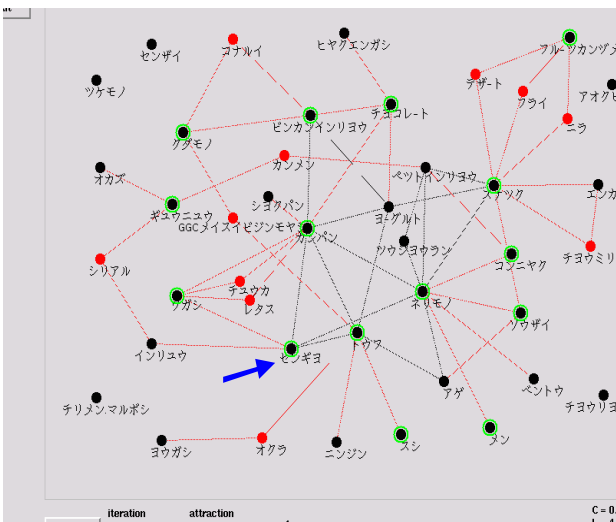 センザイ
コナルイ
ヒヤクエンガシ
フルーツカンヅメ
ツケモノ
デザート
フライ
アオクビ
クダモノ
ビンカンインリヨウ
チヨコレート
ニラ
オカズ
カンメン
ペツトインリヨウ
スナツク
エンカ
ギユウニユウ
シヨクパン
ヨーグルト
GGCメイスイビジンモヤ
カシパン
ツウシヨウラン
チヨウミリ
シリアル
コンニヤク
ワガシ
チユウカ
レタス
ネリモノ
ソウザイ
インリユウ
センギヨ
トウフ
アゲ
ベントウ
チリメン.マルボシ
チヨウリヨ
ヨウガシ
オクラ
ニンジン
スシ
メン
iteration
attraction
C = 0.